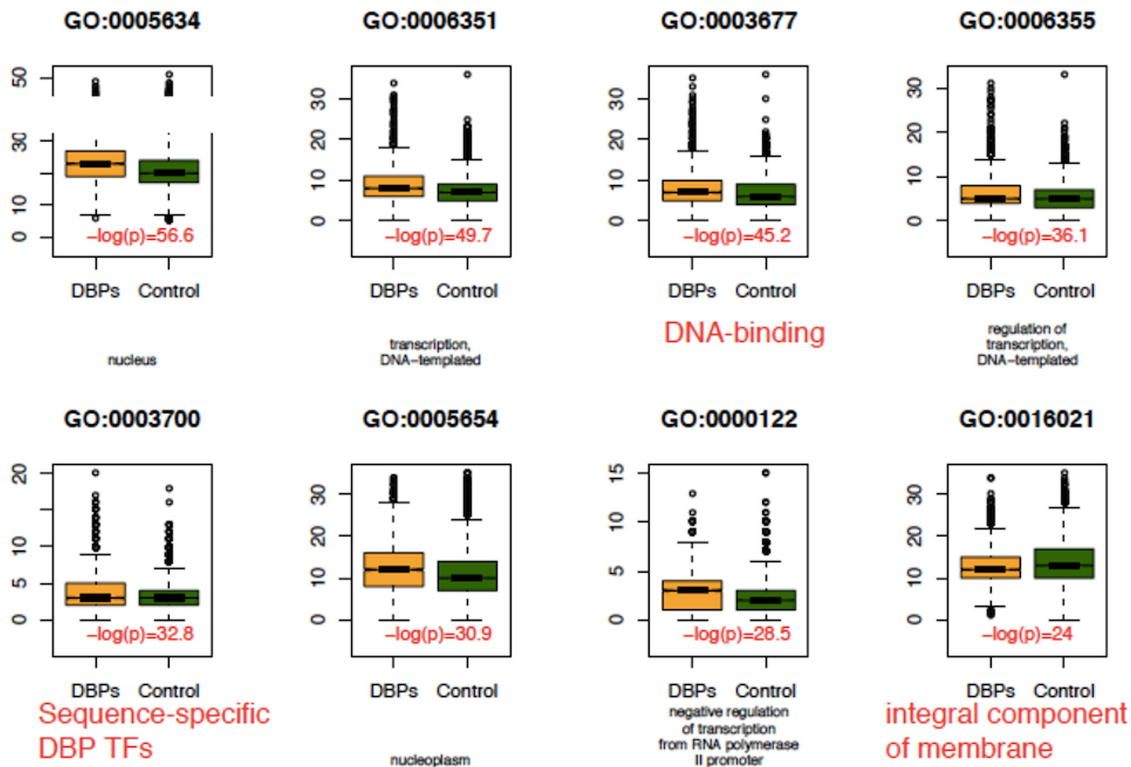 GO:0005634 GO:0006351 GO:0003677 GO:0006355
50
30
10
0
30
20
10
0
30
20
10
0
30
20
10
0
−log(p)=56.6 −log(p)=49.7 −log(p)=45.2 −log(p)=36.1
DBPs Control DBPs Control DBPs Control DBPs Control
nucleus
transcription,
DNA−templated
DNA-binding
regulation of
transcription,
DNA−templated
GO:0003700 GO:0005654 GO:0000122 GO:0016021
20
10
5
0
30
20
10
0
15
10
5
0
30
20
10
0
−log(p)=32.8 −log(p)=30.9 −log(p)=28.5 −log(p)=24
DBPs Control DBPs Control DBPs Control DBPs Control
Sequence-specific
DBP TFs
nucleoplasm
negative regulation
of transcription
from RNA polymerase
II promoter
integral component
of membrane